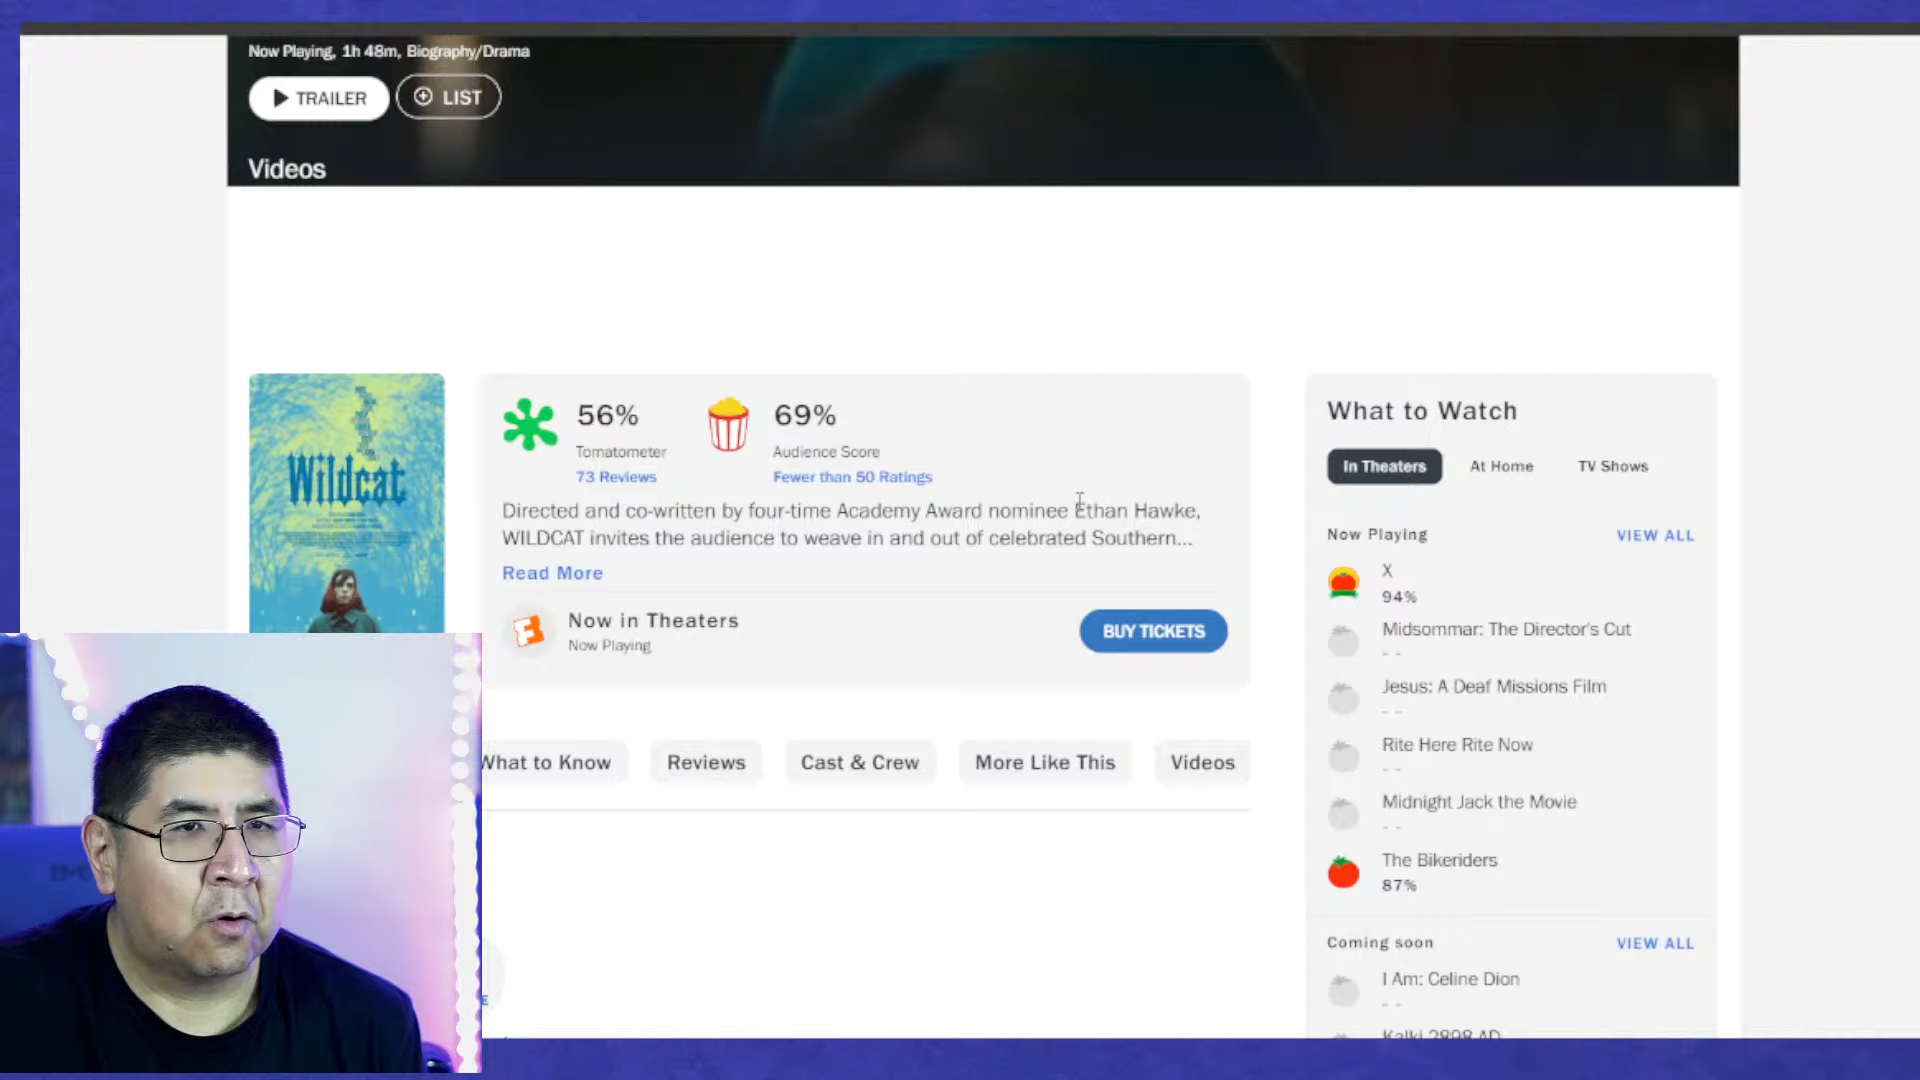 Now Playing, 1h 48m, Biography/Drama
TRAILER
LIST
Videos
Wildcat
56%
Tomatometer
73 Reviews
69%
Audience Score
Fewer than 50 Ratings
Directed and co-written by four-time Academy Award nominee Ethan Hawke,
WILDCAT invites the audience to weave in and out of celebrated Southern...
Read More
Now in Theaters
Now Playing
BUY TICKETS
What to Know
Reviews
Cast & Crew
More Like This
Videos
What to Watch
In Theaters
At Home
TV Shows
Now Playing
VIEW ALL
X
94%
Midsommar: The Director's Cut
- -
Jesus: A Deaf Missions Film
- -
Rite Here Rite Now
- -
Midnight Jack the Movie
- -
The Bikeriders
87%
Coming soon
VIEW ALL
I Am: Celine Dion
- -
Kalki 2898 AD